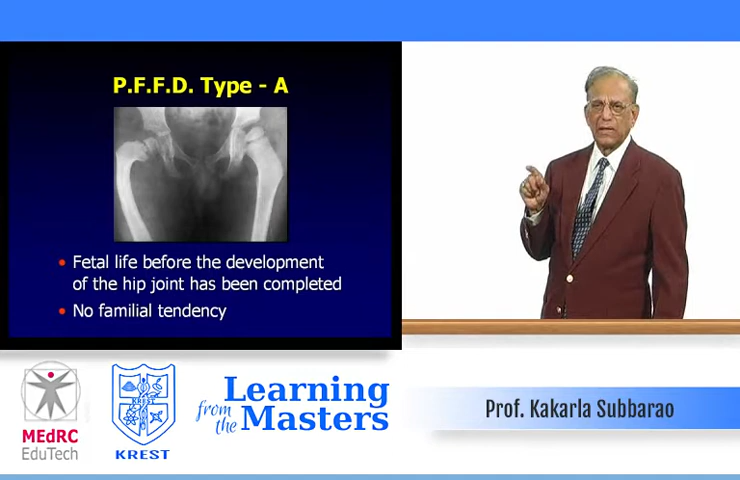 P.F.F.D. Type - A
• Fetal life before the development
of the hip joint has been completed
• No familial tendency
MEdRC
EduTech
KREST
KREST
Learning
from the
Masters
Prof. Kakarla Subbarao